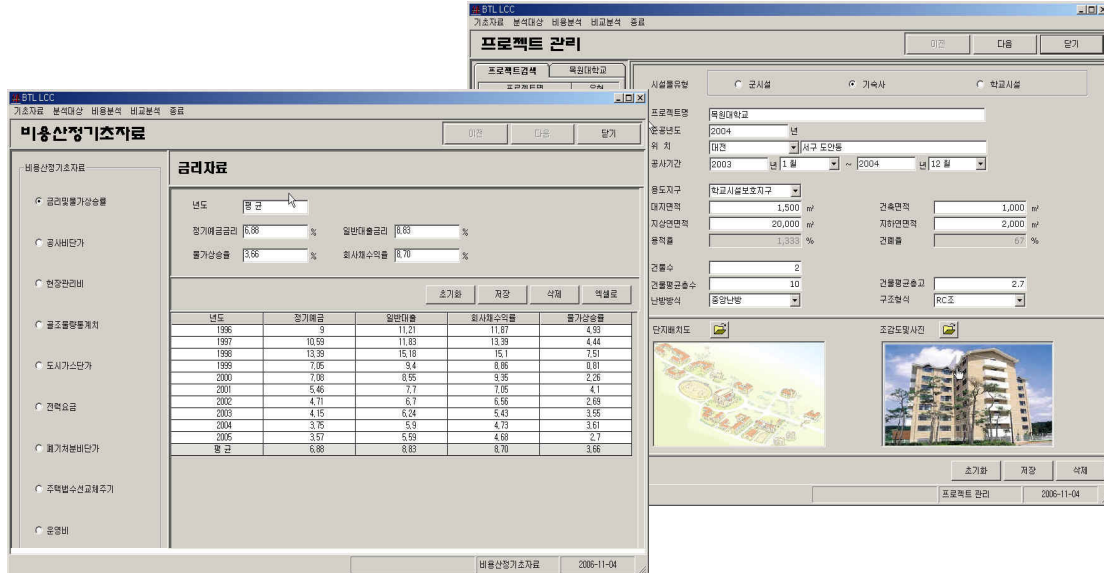 BTL LCC
기초자료 분석대상 비용분석 비교분석 종료
프로젝트 관리
이전 다음 닫기
프로젝트검색 목원대학교
프로젝트명 유형
시설물유형 군시설 기숙사 학교시설
프로젝트명 목원대학교
준공년도 2004 년
위 치 대전 서구 도안동
공사기간 2003 년 1 월 ~ 2004 년 12 월
용도지구 학교시설보호지구
대지면적 1,500 m² 건축면적 1,000 m²
지상연면적 20,000 m² 지하연면적 2,000 m²
용적률 1,333 % 건폐율 67 %
건물수 2
건물평균층수 10 건물평균층고 2.7
난방방식 중앙난방 구조형식 RC조
단지배치도 조감도및사진
초기화 저장 삭제
프로젝트 관리 2006-11-04
BTL LCC
기초자료 분석대상 비용분석 비교분석 종료
비용산정기초자료
이전 다음 닫기
비용산정기초자료
금리및물가상승률
공사비단가
현장관리비
골조물량통계치
도시가스단가
전력요금
폐기처분비단가
주택법수선교체주기
운영비
금리자료
년도 평 균
정기예금금리 6,88 % 일반대출금리 8,83 %
물가상승률 3,66 % 회사채수익률 8,70 %
초기화 저장 삭제 엑셀로
년도 정기예금 일반대출 회사채수익률 물가상승률
1996 ,9 11,21 11,87 4,93
1997 10,59 11,83 13,39 4,44
1998 13,39 15,18 15,1 7,51
1999 7,05 9,4 8,86 0,81
2000 7,08 8,55 9,35 2,26
2001 5,46 7,7 7,05 4,1
2002 4,71 6,7 6,56 2,69
2003 4,15 6,24 5,43 3,55
2004 3,75 5,9 4,73 3,61
2005 3,57 5,59 4,68 2,7
평 균 6,88 8,83 8,70 3,66
비용산정기초자료 2006-11-04